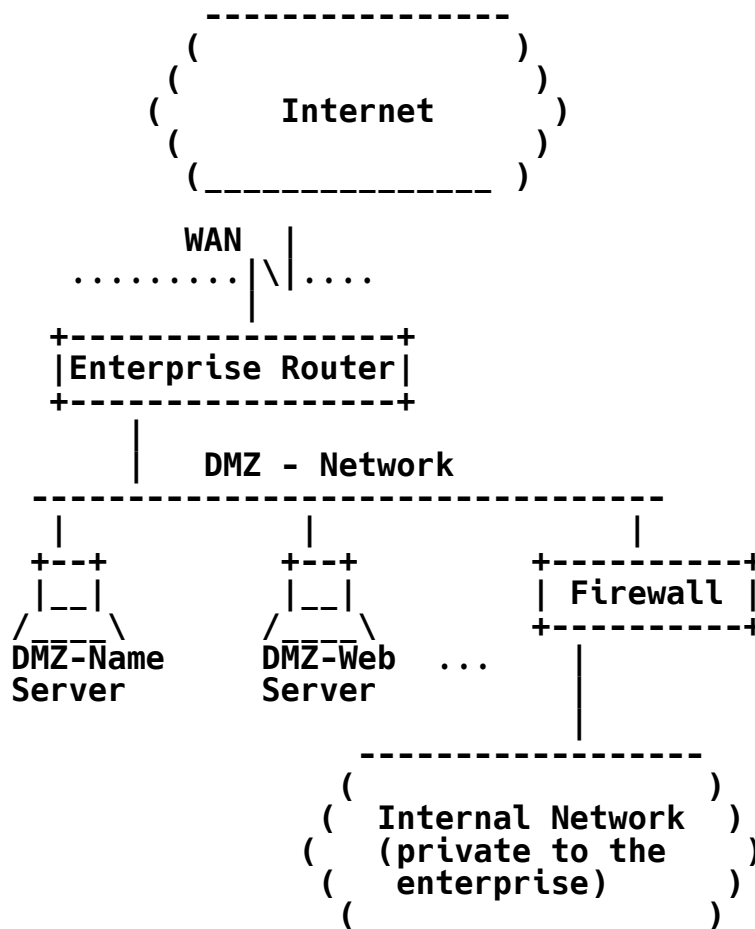 Internet
WAN
Enterprise Router
DMZ - Network
Firewall
DMZ-Name Server
DMZ-Web Server
...
Internal Network
(private to the
enterprise)